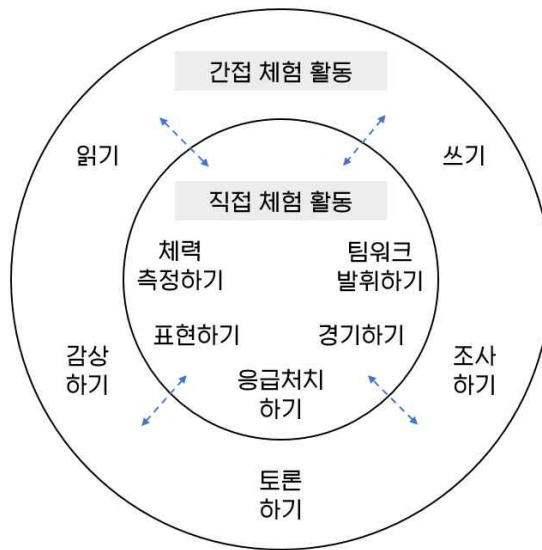 간접 체험 활동
읽기
쓰기
직접 체험 활동
체력
측정하기
팀워크
발휘하기
표현하기
경기하기
감상
하기
응급처치
하기
조사
하기
토론
하기